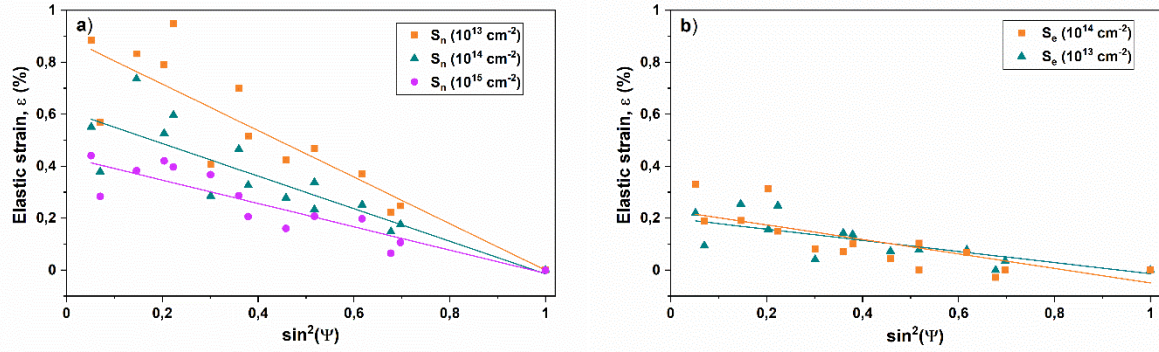 a)
Sₙ (10¹³ cm⁻²)
Sₙ (10¹⁴ cm⁻²)
Sₙ (10¹⁵ cm⁻²)
Elastic strain, ε (%)
1
0,8
0,6
0,4
0,2
0
0 0,2 0,4 0,6 0,8 1
sin²(Ψ)
b)
Sₑ (10¹⁴ cm⁻²)
Sₑ (10¹³ cm⁻²)
Elastic strain, ε (%)
1
0,8
0,6
0,4
0,2
0
0 0,2 0,4 0,6 0,8 1
sin²(Ψ)